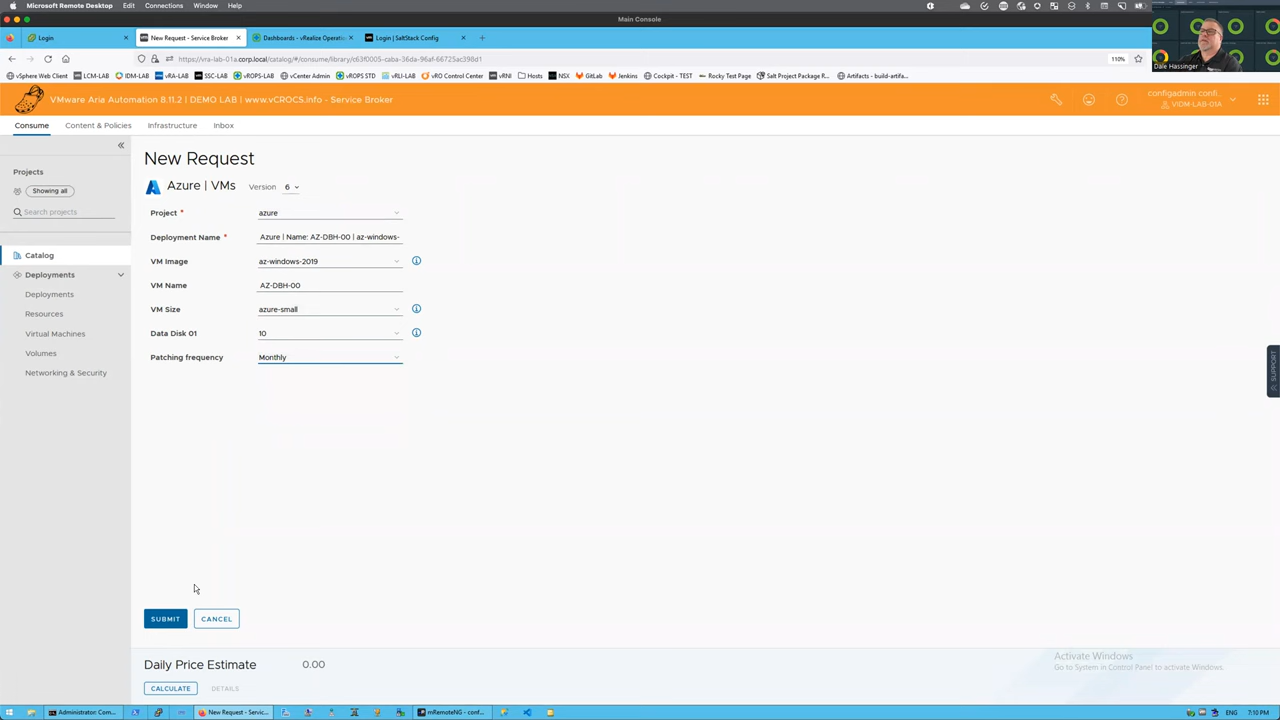 Microsoft Remote Desktop Edit Connections Window Help
Main Console
Login
New Request - Service Broker
Dashboards - vRealize Operatio
Login | SaltStack Config
https://vra-lab-01a.corp.local/catalog/#/consume/library/c63f0005-caba-36da-96af-66725ac398d1
110%
vSphere Web Client LCM-LAB IDM-LAB vRA-LAB SSC-LAB vROPS-LAB vCenter Admin vROPS STD vRLI-LAB vRO Control Center vRNI Hosts NSX GitLab Jenkins Cockpit - TEST Rocky Test Page Salt Project Package R... Artifacts - build-artifa...
Dale Hassinger
VMware Aria Automation 8.11.2 | DEMO LAB | www.vCROCS.info - Service Broker
configadmin confi...
VIDM-LAB-01A
Consume Content & Policies Infrastructure Inbox
Projects
Showing all
Search projects
Catalog
Deployments
Deployments
Resources
Virtual Machines
Volumes
Networking & Security
New Request
Azure | VMs Version 6
Project * azure
Deployment Name * Azure | Name: AZ-DBH-00 | az-windows-
VM Image az-windows-2019
VM Name AZ-DBH-00
VM Size azure-small
Data Disk 01 10
Patching frequency Monthly
SUBMIT CANCEL
SUPPORT
Daily Price Estimate 0.00
CALCULATE DETAILS
Activate Windows
Go to System in Control Panel to activate Windows.
Administrator: Com...
New Request - Servic...
mRemoteNG - conf...
ENG 7:10 PM